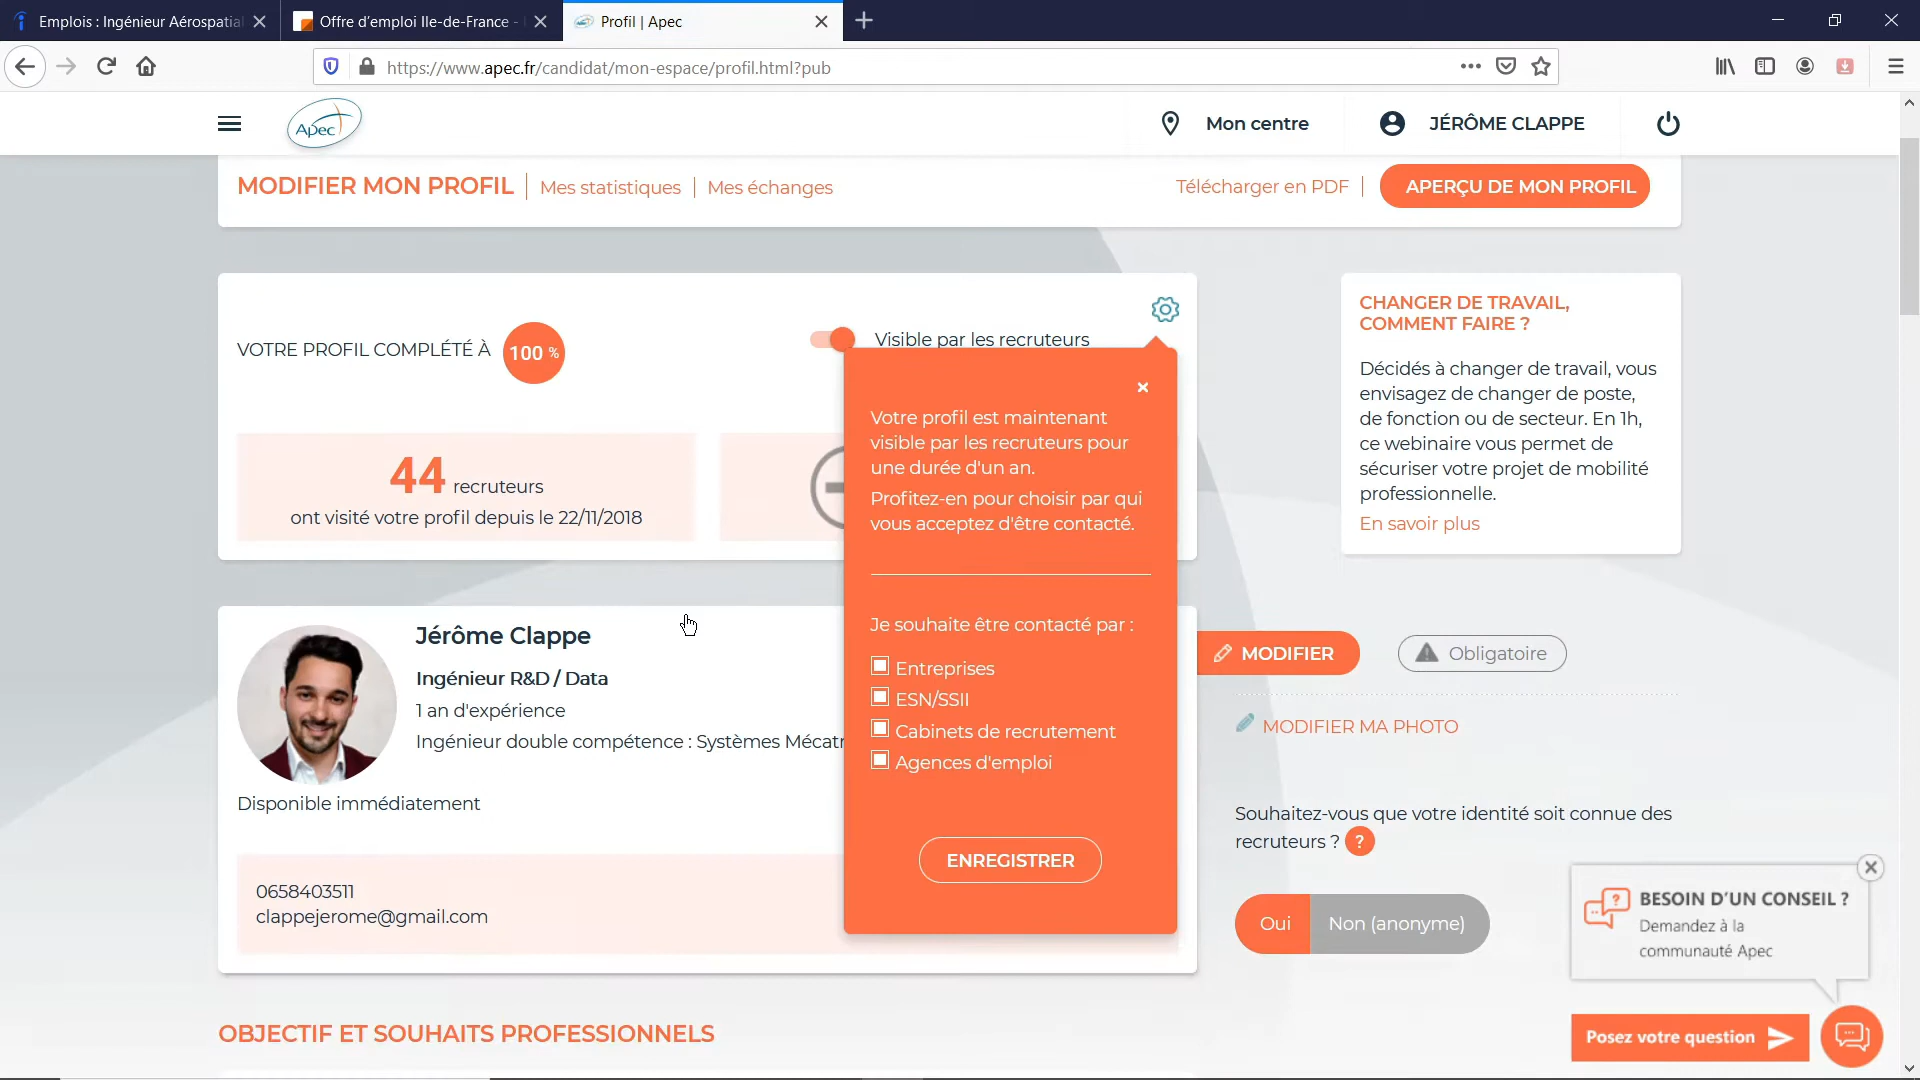 Emplois : Ingénieur Aérospatial
Offre d'emploi Ile-de-France -
Profil | Apec
https://www.apec.fr/candidat/mon-espace/profil.html?pub
Apec
Mon centre
JÉRÔME CLAPPE
MODIFIER MON PROFIL
Mes statistiques
Mes échanges
Télécharger en PDF
APERÇU DE MON PROFIL
VOTRE PROFIL COMPLÉTÉ À
100 %
Visible par les recruteurs
44 recruteurs
ont visité votre profil depuis le 22/11/2018
Votre profil est maintenant
visible par les recruteurs pour
une durée d'un an.
Profitez-en pour choisir par qui
vous acceptez d'être contacté.
Je souhaite être contacté par :
Entreprises
ESN/SSII
Cabinets de recrutement
Agences d'emploi
ENREGISTRER
CHANGER DE TRAVAIL,
COMMENT FAIRE ?
Décidés à changer de travail, vous
envisagez de changer de poste,
de fonction ou de secteur. En 1h,
ce webinaire vous permet de
sécuriser votre projet de mobilité
professionnelle.
En savoir plus
Jérôme Clappe
Ingénieur R&D / Data
1 an d'expérience
Ingénieur double compétence : Systèmes Mécatr
Disponible immédiatement
0658403511
clappejerome@gmail.com
MODIFIER
Obligatoire
MODIFIER MA PHOTO
Souhaitez-vous que votre identité soit connue des
recruteurs ? ?
Oui
Non (anonyme)
BESOIN D'UN CONSEIL ?
Demandez à la
communauté Apec
Posez votre question
OBJECTIF ET SOUHAITS PROFESSIONNELS